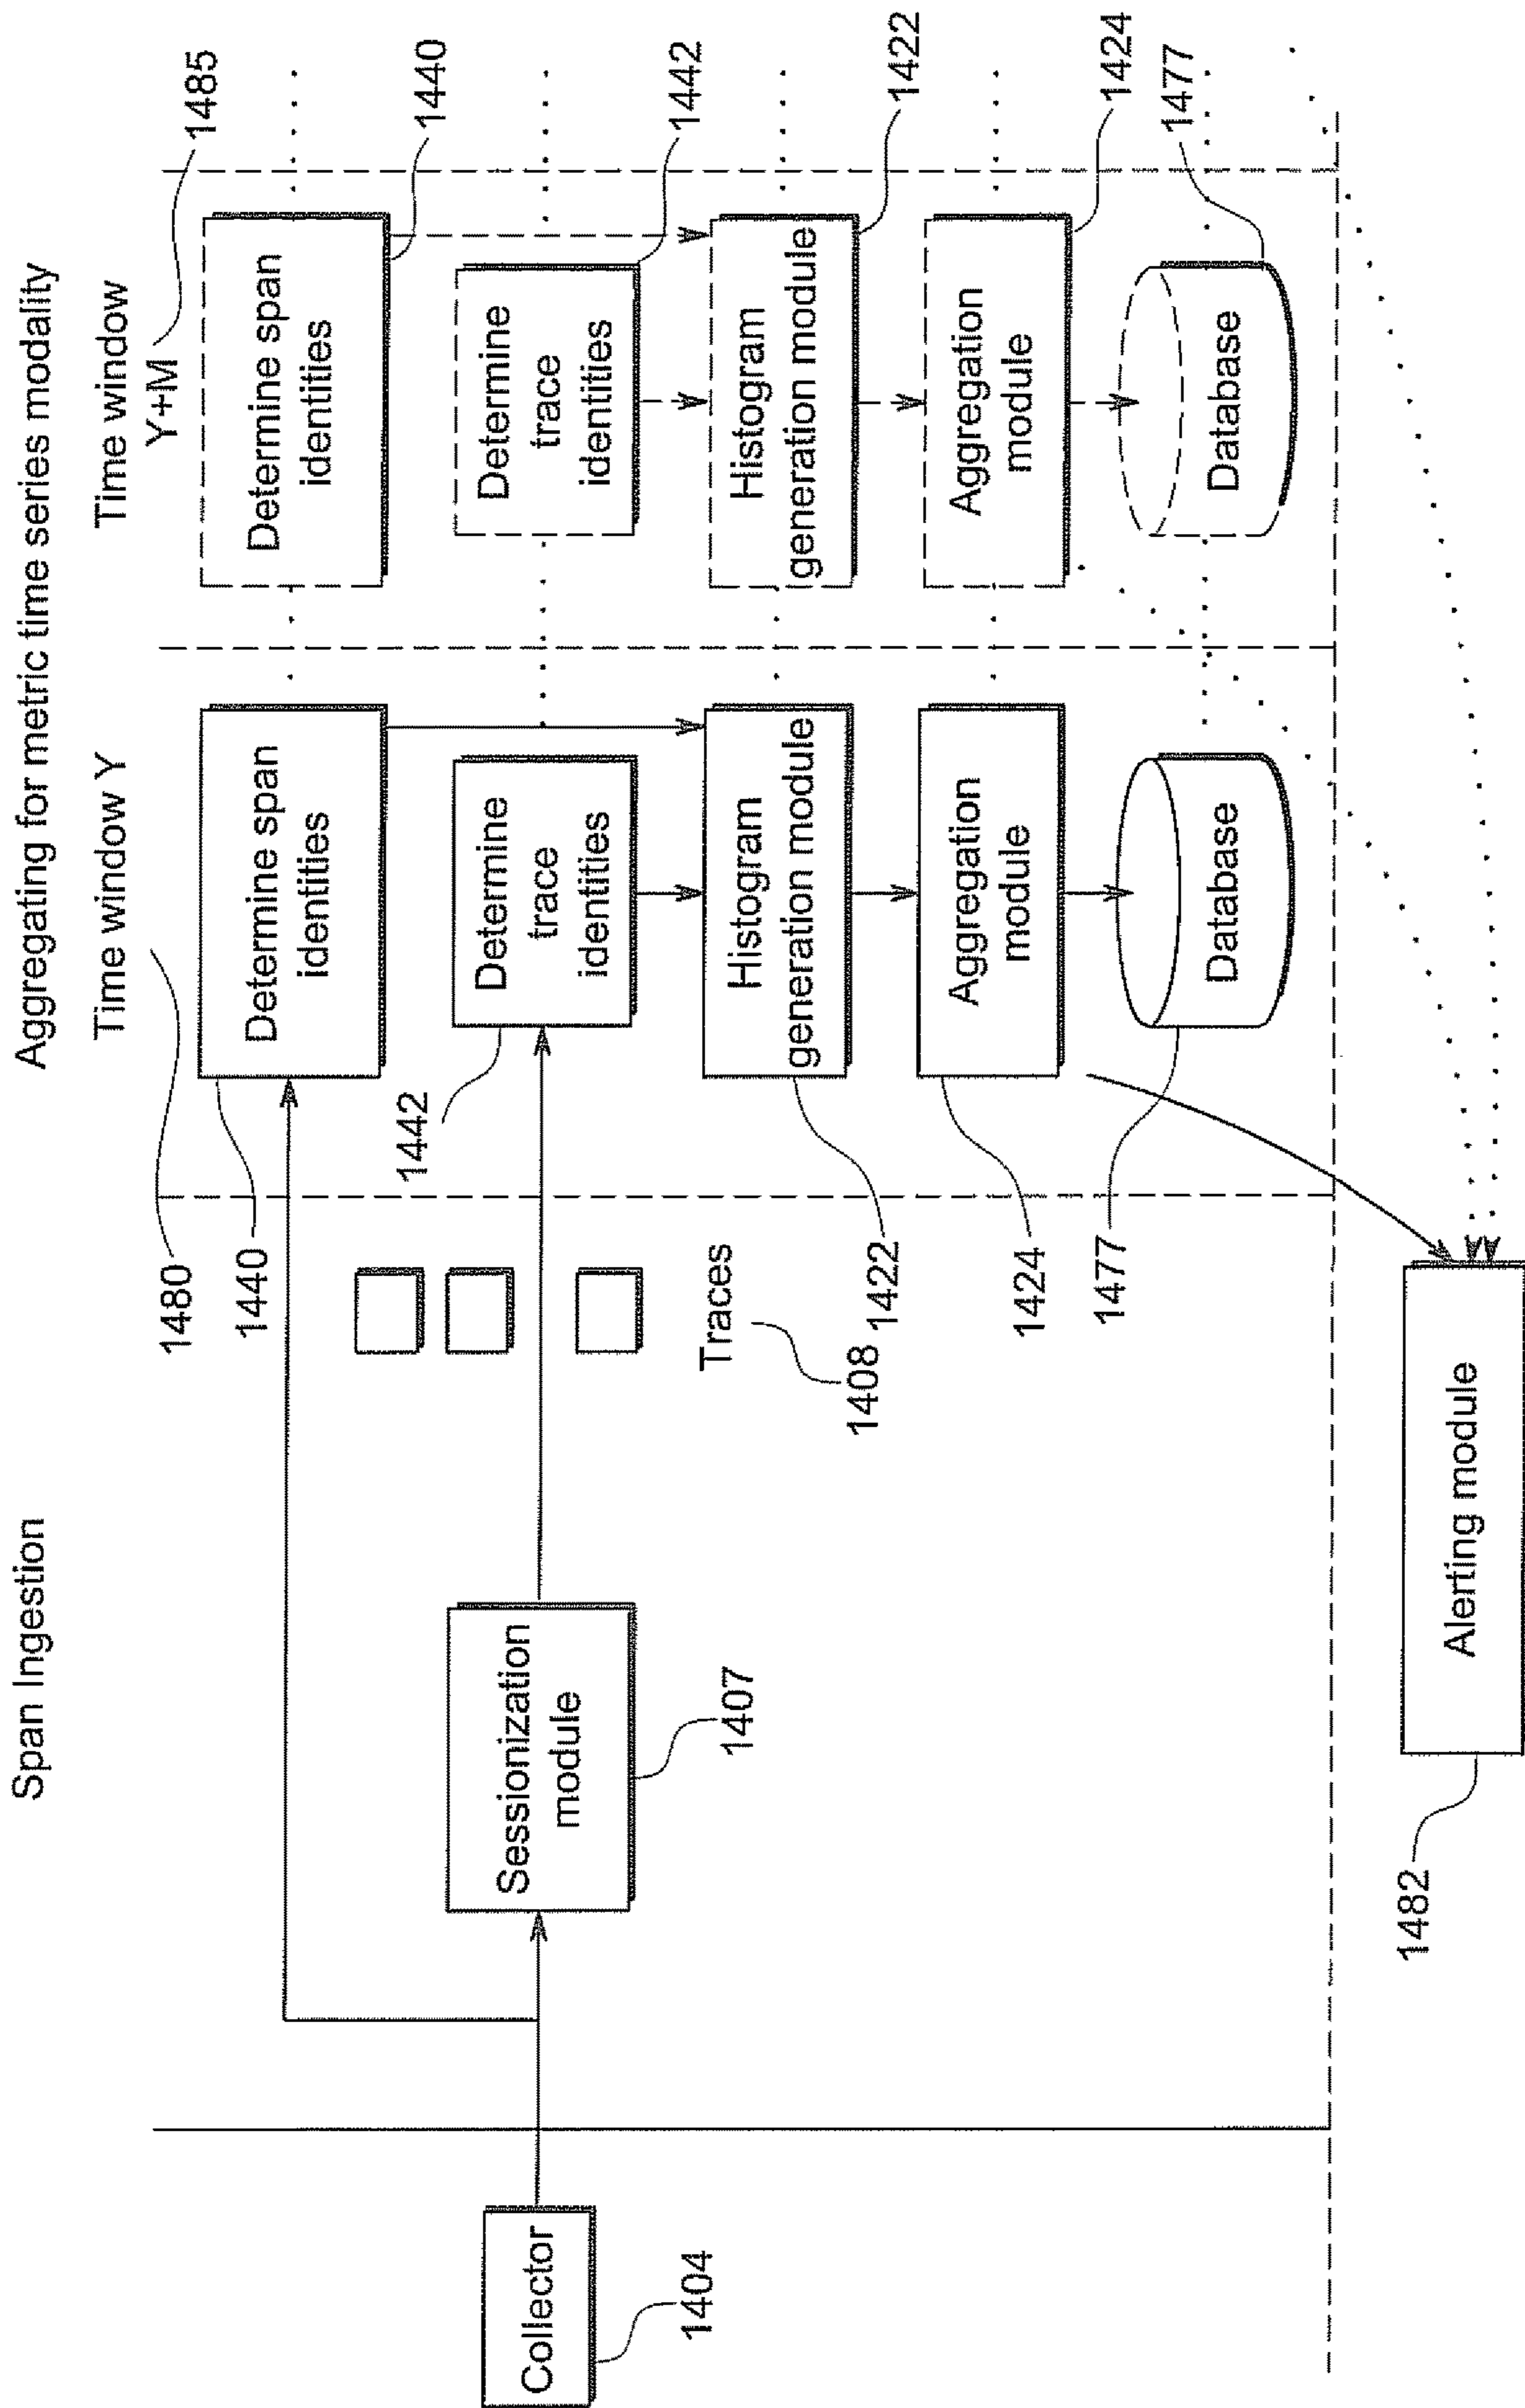 Span Ingestion
Aggregating for metric time series modality
Time window Y
Time window
Y+M
1480
1485
Collector
1404
Sessionization
module
1407
Traces
1408
Determine span
identities
1440
Determine
trace
identities
1442
Histogram
generation module
1422
Aggregation
module
1424
Database
1477
Determine span
identities
1440
Determine
trace
identities
1442
Histogram
generation module
1422
Aggregation
module
1424
Database
1477
Alerting module
1482